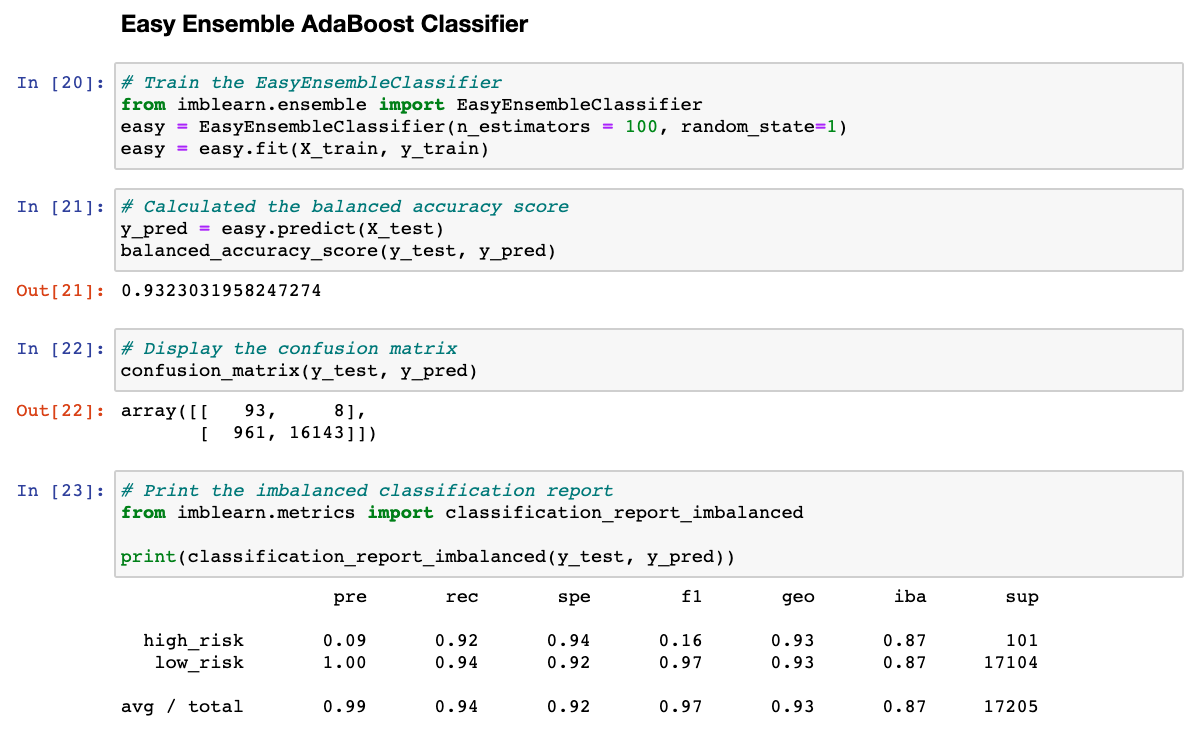 Easy Ensemble AdaBoost Classifier
In [20]: # Train the EasyEnsembleClassifier
from imblearn.ensemble import EasyEnsembleClassifier
easy = EasyEnsembleClassifier(n_estimators = 100, random_state=1)
easy = easy.fit(X_train, y_train)
In [21]: # Calculated the balanced accuracy score
y_pred = easy.predict(X_test)
balanced_accuracy_score(y_test, y_pred)
Out[21]: 0.9323031958247274
In [22]: # Display the confusion matrix
confusion_matrix(y_test, y_pred)
Out[22]: array([[   93,     8],
       [  961, 16143]])
In [23]: # Print the imbalanced classification report
from imblearn.metrics import classification_report_imbalanced
print(classification_report_imbalanced(y_test, y_pred))
pre rec spe f1 geo iba sup
high_risk 0.09 0.92 0.94 0.16 0.93 0.87 101
low_risk 1.00 0.94 0.92 0.97 0.93 0.87 17104
avg / total 0.99 0.94 0.92 0.97 0.93 0.87 17205